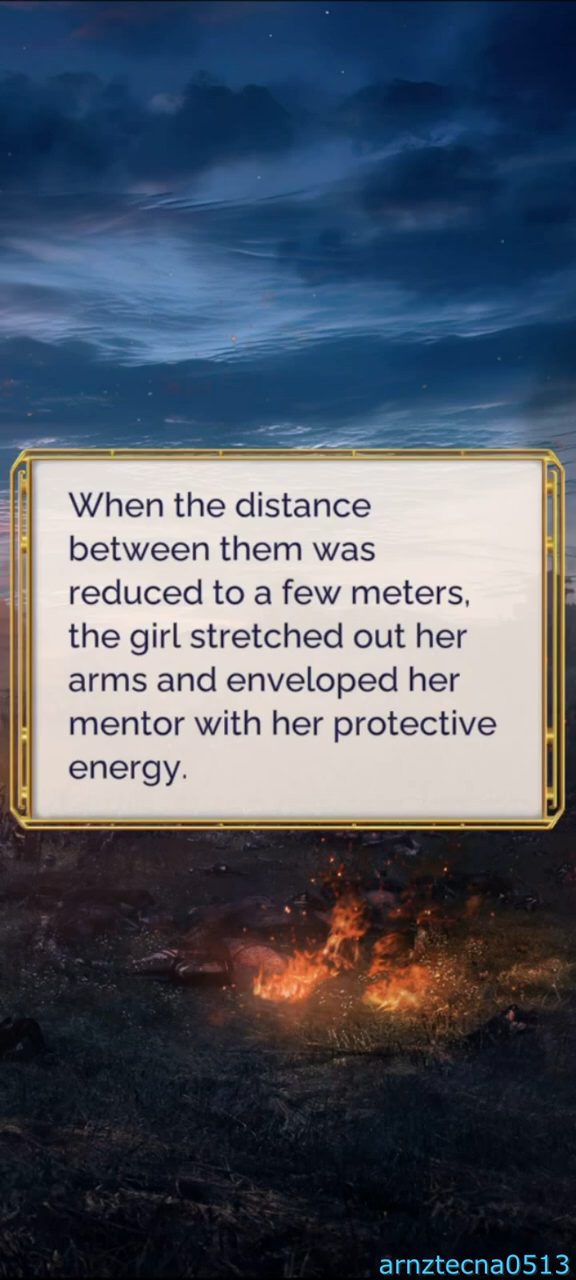 When the distance
between them was
reduced to a few meters,
the girl stretched out her
arms and enveloped her
mentor with her protective
energy.
arnztecna0513